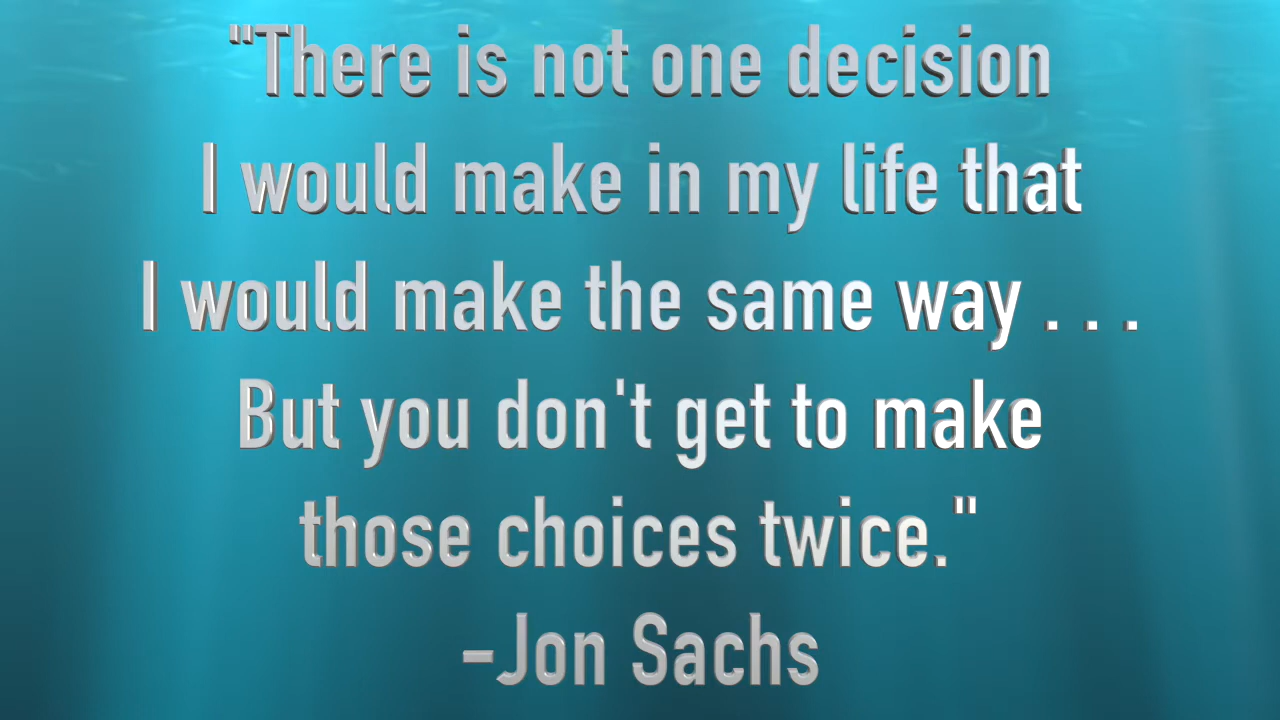 "There is not one decision
I would make in my life that
I would make the same way . . .
But you don't get to make
those choices twice."
-Jon Sachs